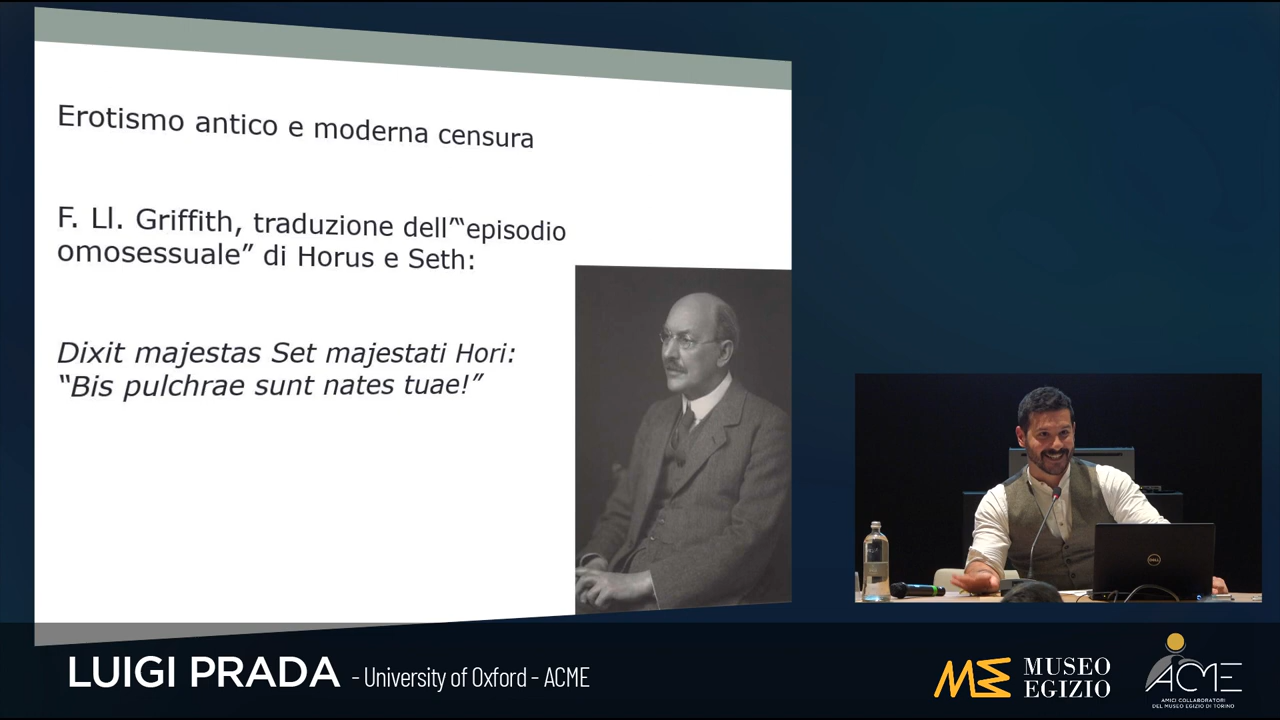 Erotismo antico e moderna censura
F. Ll. Griffith, traduzione dell’“episodio
omosessuale” di Horus e Seth:
Dixit majestas Set majestati Hori:
“Bis pulchrae sunt nates tuae!”
DELL
LUIGI PRADA - University of Oxford - ACME
ME MUSEO
EGIZIO
ACME
AMICI COLLABORATORI
DEL MUSEO EGIZIO DI TORINO